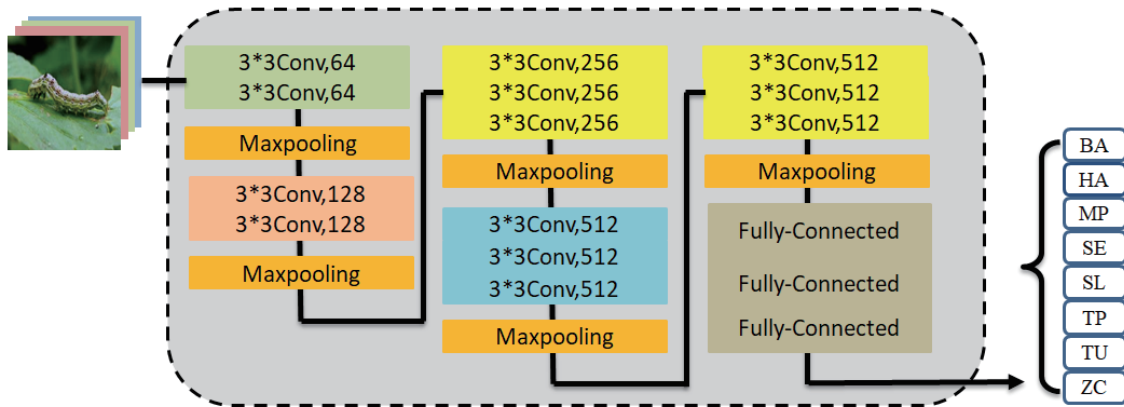 3*3Conv,64
3*3Conv,64
Maxpooling
3*3Conv,128
3*3Conv,128
Maxpooling
3*3Conv,256
3*3Conv,256
3*3Conv,256
Maxpooling
3*3Conv,512
3*3Conv,512
3*3Conv,512
Maxpooling
3*3Conv,512
3*3Conv,512
3*3Conv,512
Maxpooling
Fully-Connected
Fully-Connected
Fully-Connected
BA
HA
MP
SE
SL
TP
TU
ZC